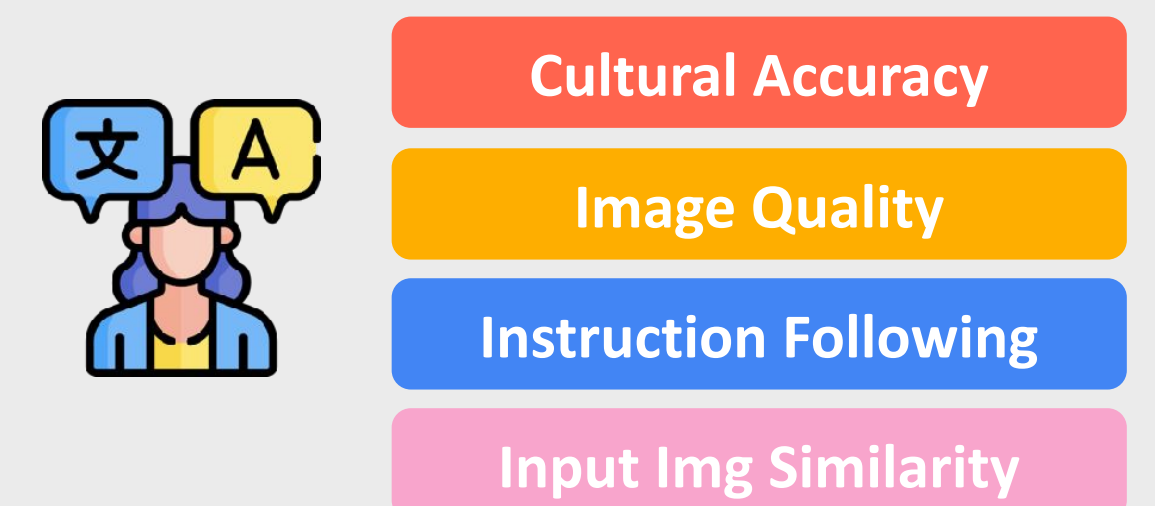 文 A
Cultural Accuracy
Image Quality
Instruction Following
Input Img Similarity